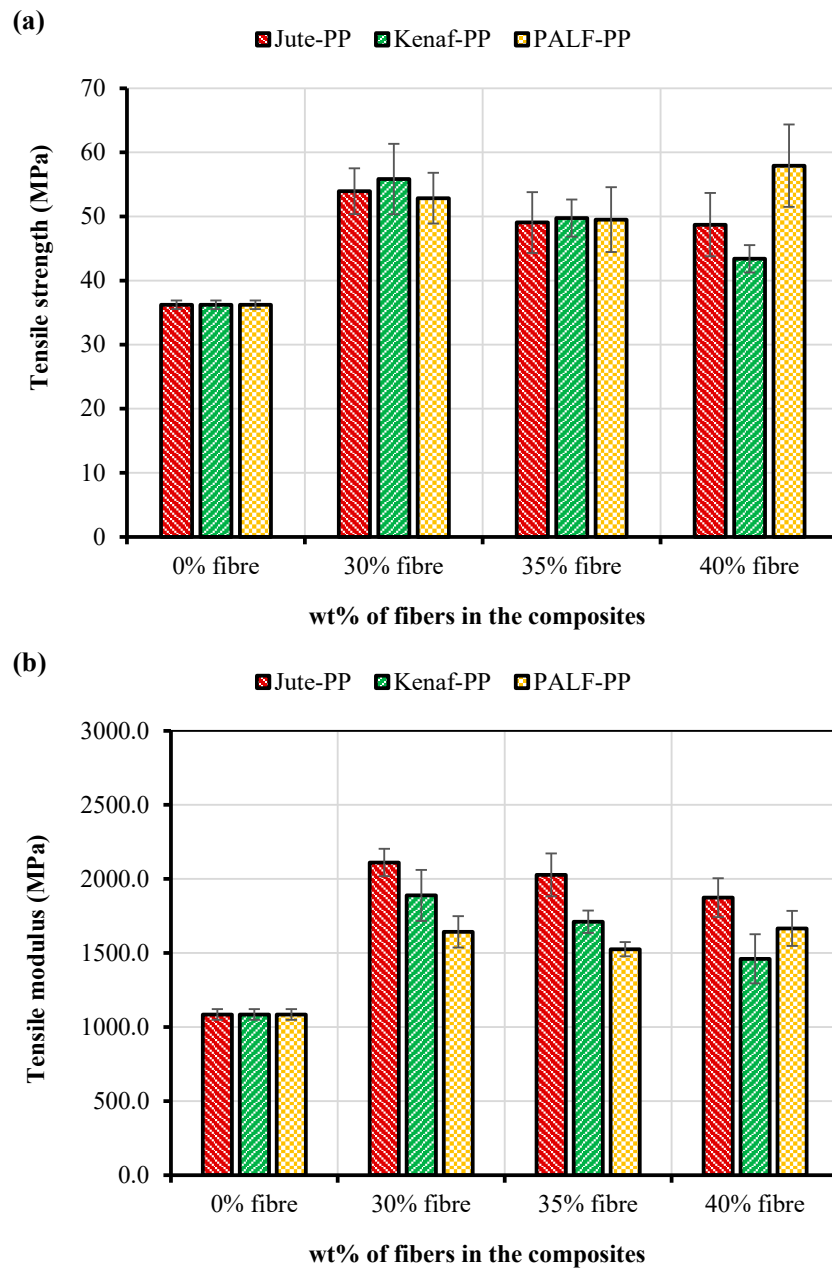 (a)
Jute-PP Kenaf-PP PALF-PP
70
60
50
40
30
20
10
0
Tensile strength (MPa)
0% fibre 30% fibre 35% fibre 40% fibre
wt% of fibers in the composites
(b)
Jute-PP Kenaf-PP PALF-PP
3000.0
2500.0
2000.0
1500.0
1000.0
500.0
0.0
Tensile modulus (MPa)
0% fibre 30% fibre 35% fibre 40% fibre
wt% of fibers in the composites